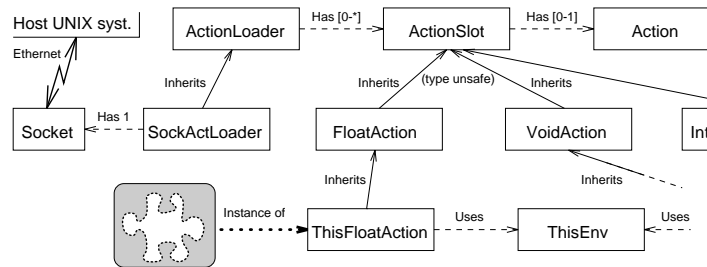 Host UNIX syst.
ActionLoader
Has [0-*]
ActionSlot
Has [0-1]
Action
Ethernet
Inherits
Inherits
(type unsafe)
Inherits
Socket
Has 1
SockActLoader
FloatAction
VoidAction
Int
Inherits
Inherits
Instance of
ThisFloatAction
Uses
ThisEnv
Uses